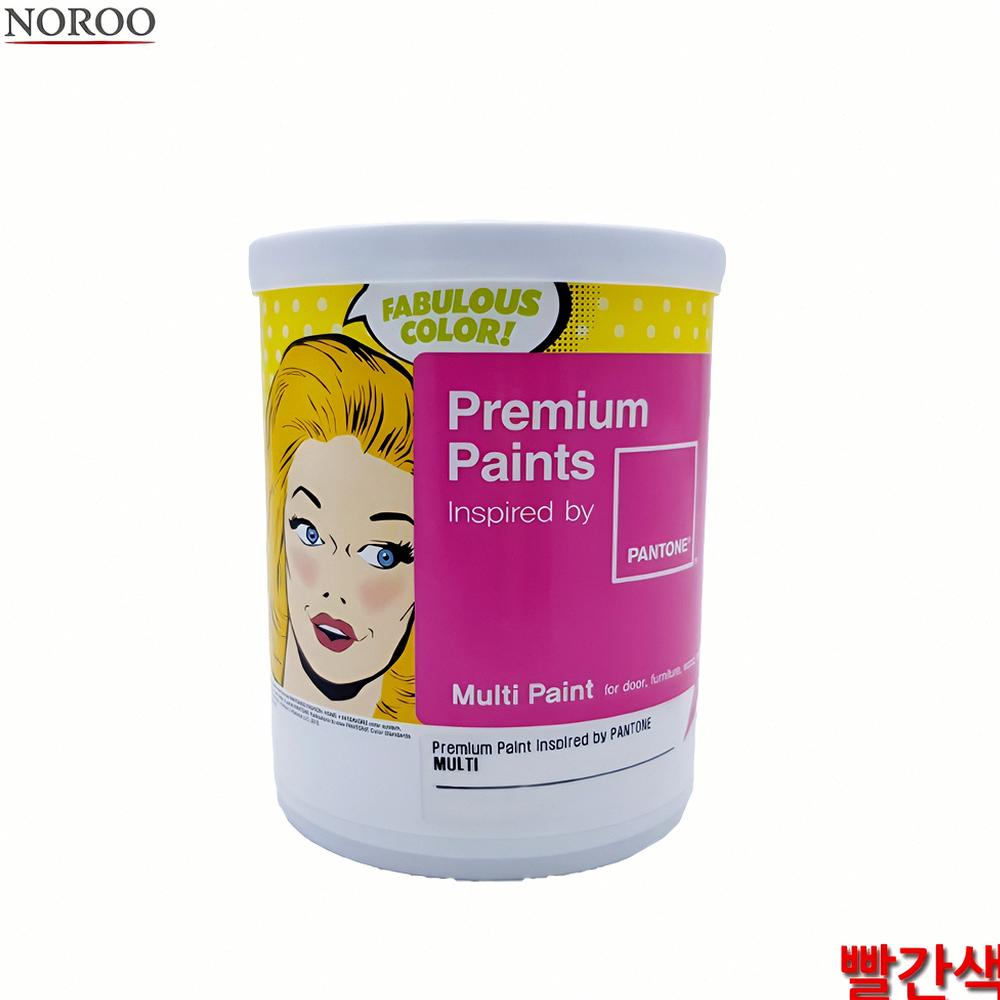 NOROO
FABULOUS
COLOR!
Premium
Paints
Inspired by
PANTONE®
Multi Paint for door, furniture,
Premium Paint Inspired by PANTONE
MULTI
빨간색